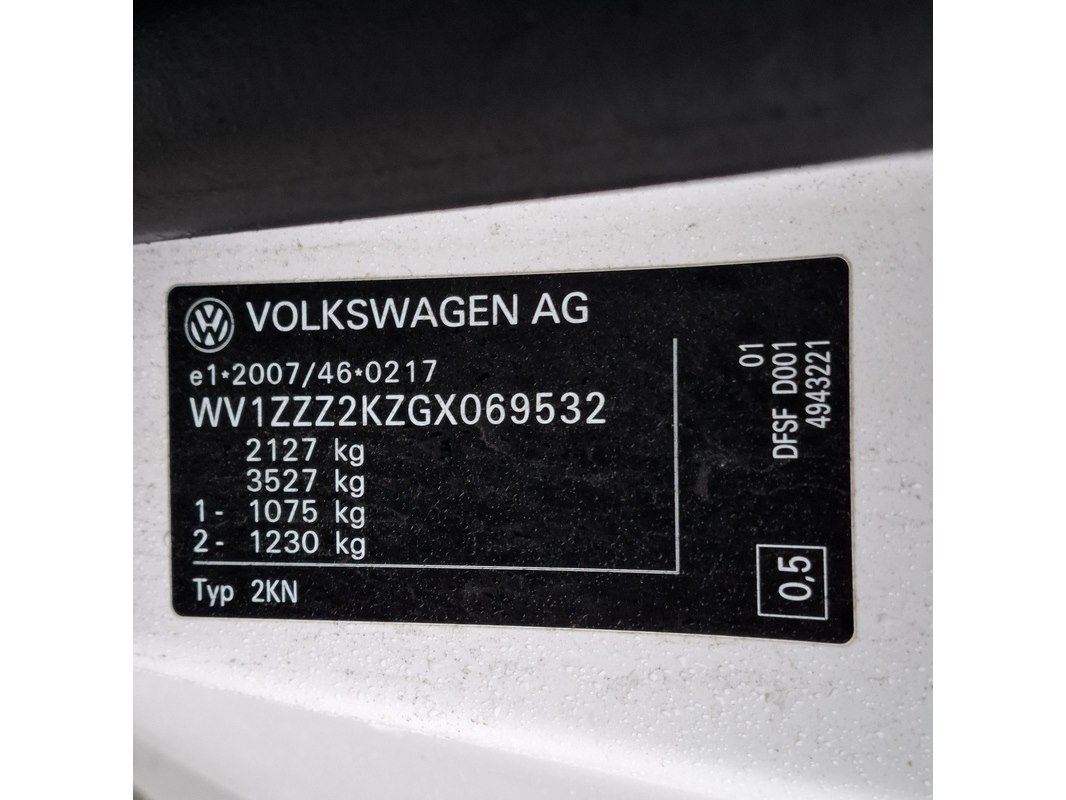 VOLKSWAGEN AG
e1*2007/46*0217
WV1ZZZ2KZGX069532
2127 kg
3527 kg
1- 1075 kg
2- 1230 kg
Typ 2KN
01
DFSF D001
4943221
0,5